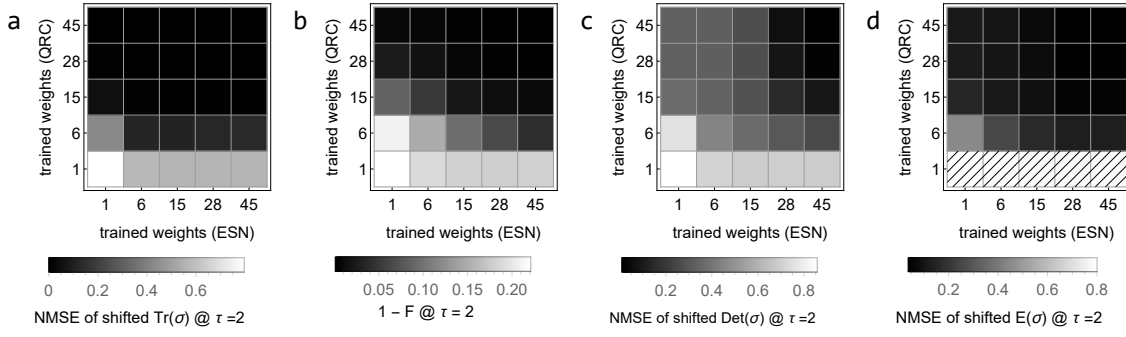 a
trained weights (QRC)
45
28
15
6
1
1 6 15 28 45
trained weights (ESN)
0 0.2 0.4 0.6
NMSE of shifted Tr(σ) @ τ =2
b
trained weights (QRC)
45
28
15
6
1
1 6 15 28 45
trained weights (ESN)
0.05 0.10 0.15 0.20
1 − F @ τ = 2
c
trained weights (QRC)
45
28
15
6
1
1 6 15 28 45
trained weights (ESN)
0.2 0.4 0.6 0.8
NMSE of shifted Det(σ) @ τ =2
d
trained weights (QRC)
45
28
15
6
1
1 6 15 28 45
trained weights (ESN)
0.2 0.4 0.6 0.8
NMSE of shifted E(σ) @ τ =2